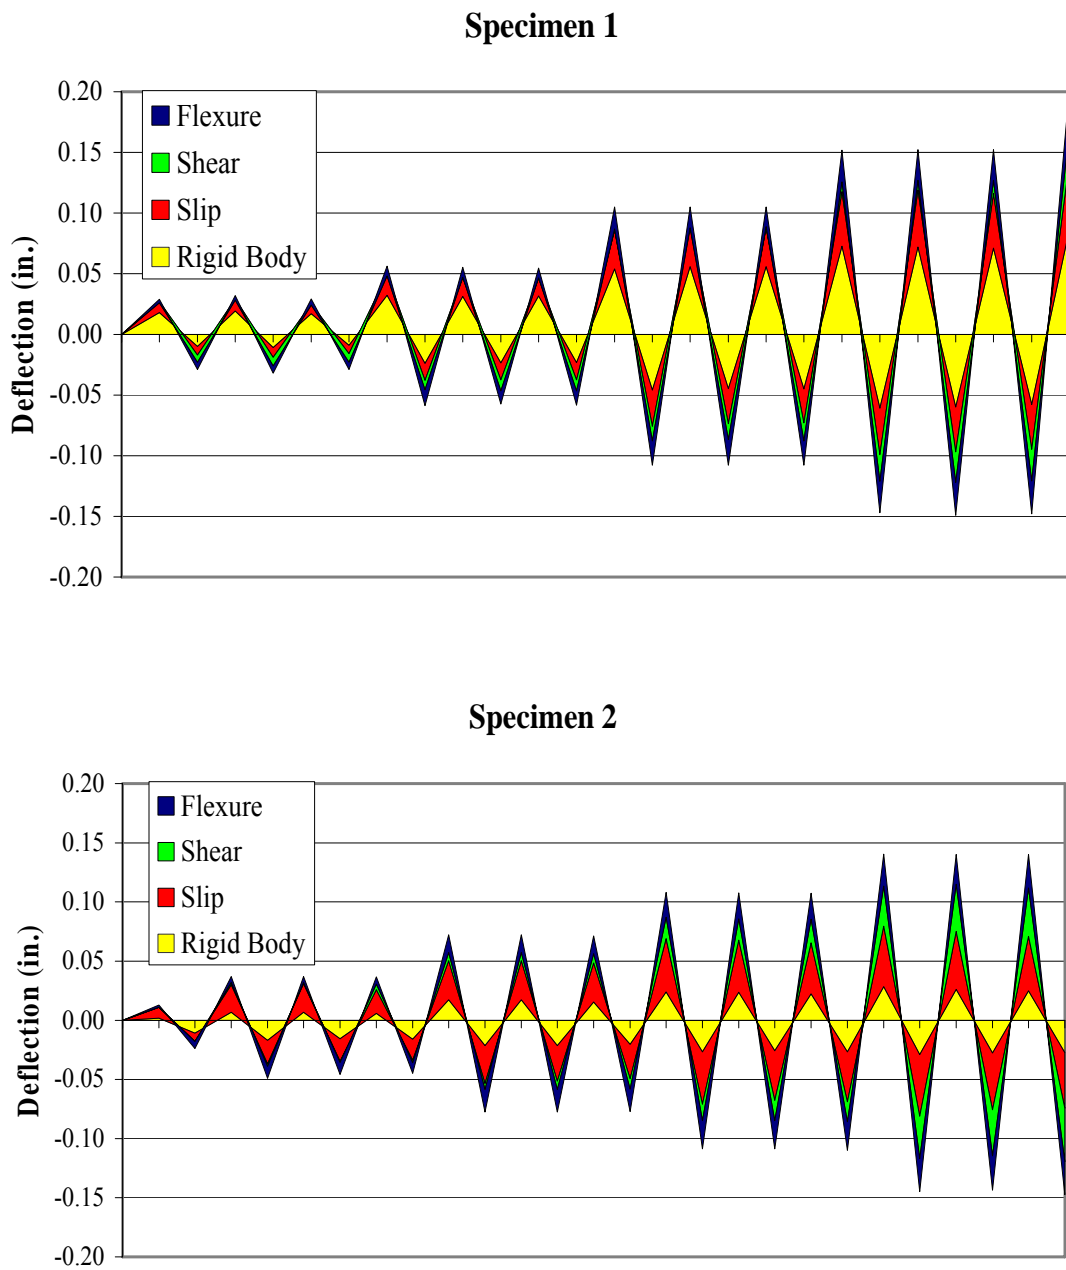 Specimen 1
Deflection (in.)
0.20
0.15
0.10
0.05
0.00
-0.05
-0.10
-0.15
-0.20
Flexure
Shear
Slip
Rigid Body
Specimen 2
Deflection (in.)
0.20
0.15
0.10
0.05
0.00
-0.05
-0.10
-0.15
-0.20
Flexure
Shear
Slip
Rigid Body